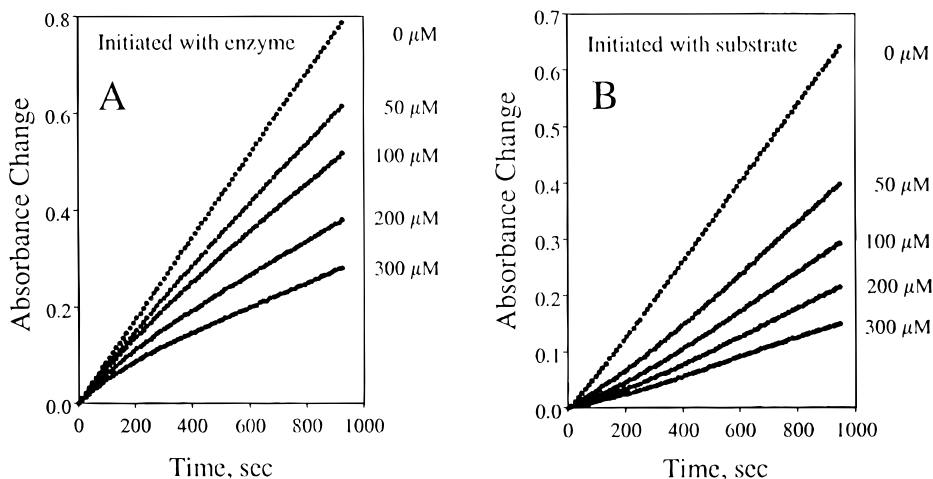 0.8
0.6
0.4
0.2
0.0
Absorbance Change
Initiated with enzyme
A
0 μM
50 μM
100 μM
200 μM
300 μM
0 200 400 600 800 1000
Time, sec
0.7
0.6
0.5
0.4
0.3
0.2
0.1
0.0
Absorbance Change
Initiated with substrate
B
0 μM
50 μM
100 μM
200 μM
300 μM
0 200 400 600 800 1000
Time, sec